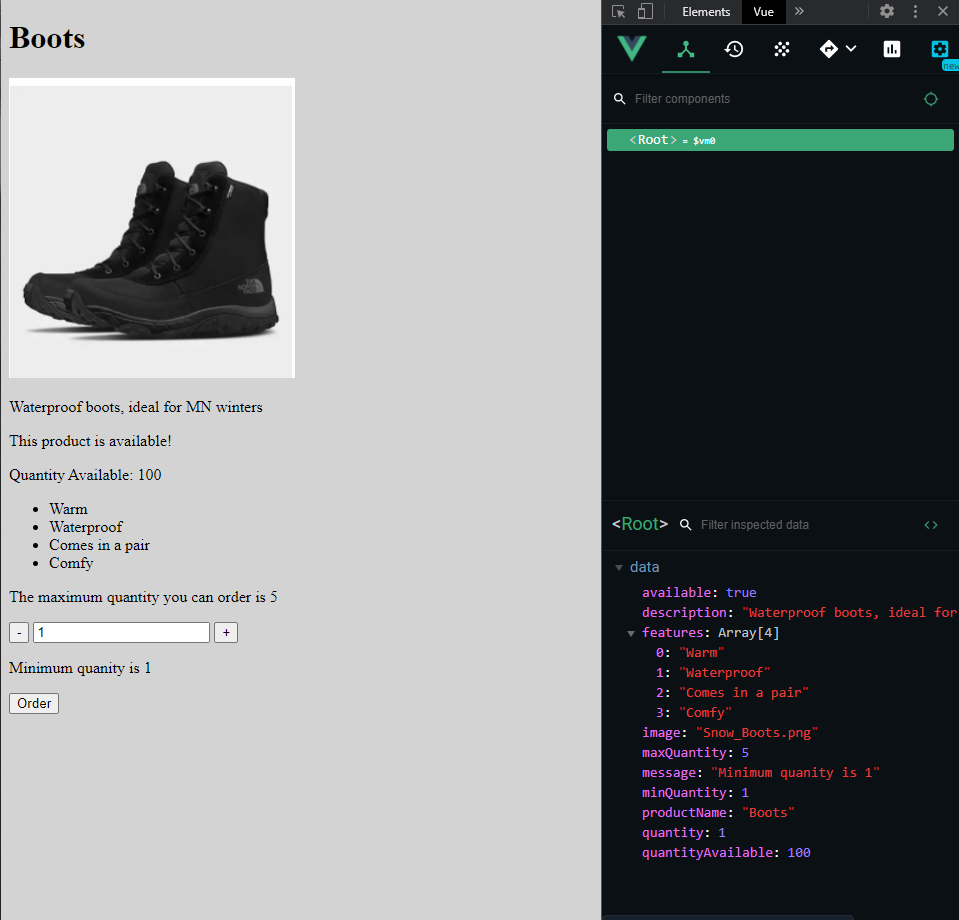 Boots
THE NORTH FACE
Waterproof boots, ideal for MN winters
This product is available!
Quantity Available: 100
Warm
Waterproof
Comes in a pair
Comfy
The maximum quantity you can order is 5
- 1 +
Minimum quanity is 1
Order
Elements Vue »
new
Filter components
<Root> = $vm0
<Root> Filter inspected data <>
data
available: true
description: "Waterproof boots, ideal for
features: Array[4]
0: "Warm"
1: "Waterproof"
2: "Comes in a pair"
3: "Comfy"
image: "Snow_Boots.png"
maxQuantity: 5
message: "Minimum quanity is 1"
minQuantity: 1
productName: "Boots"
quantity: 1
quantityAvailable: 100